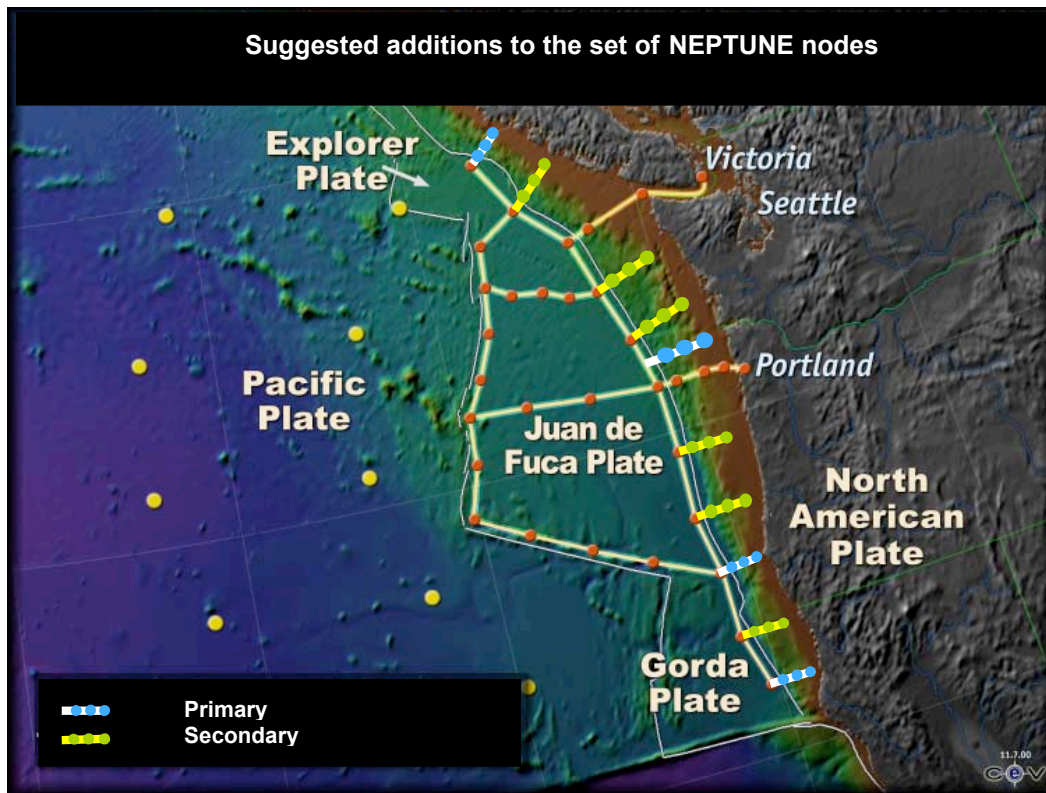 Suggested additions to the set of NEPTUNE nodes
Explorer
Plate
Victoria
Seattle
Pacific
Plate
Portland
Juan de
Fuca Plate
North
American
Plate
Gorda
Plate
Primary
Secondary
11.7.00
CeV